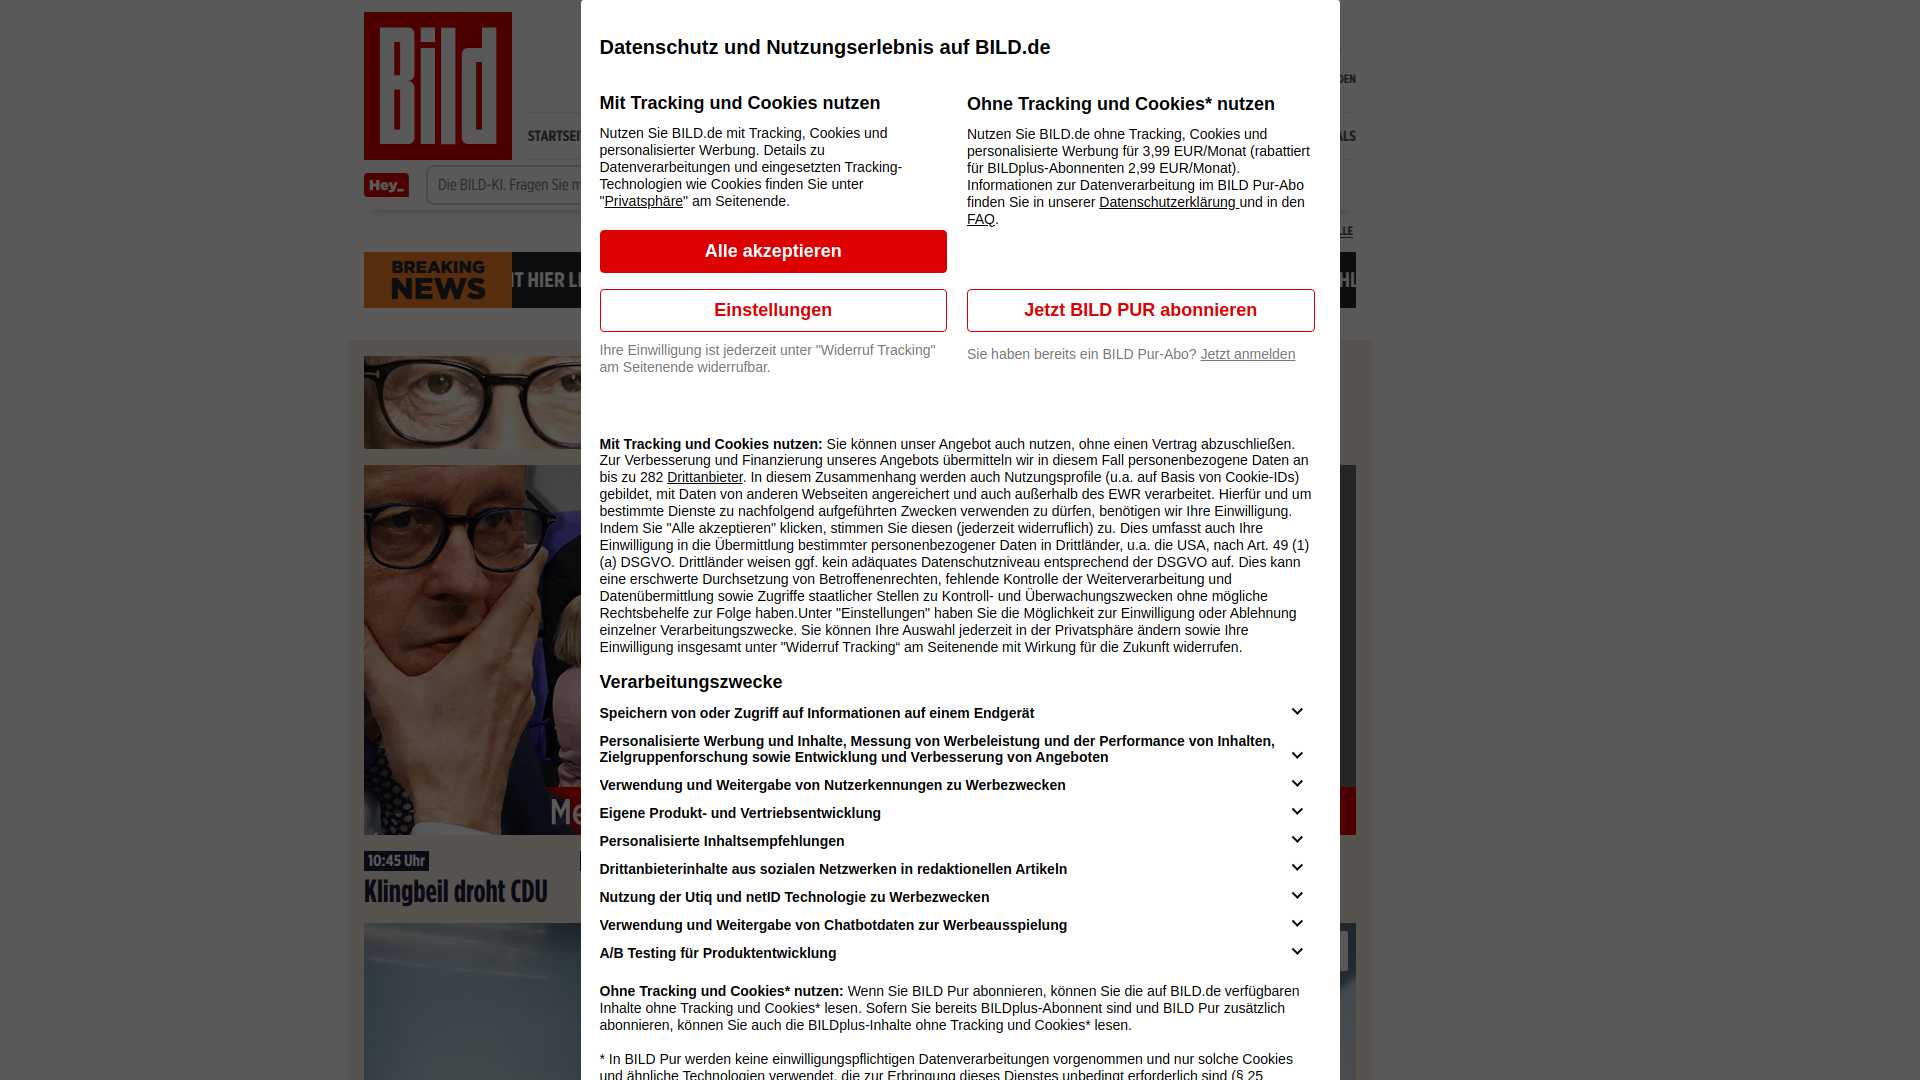 Bild
STARTSEI
Hey_
Die BILD-KI. Fragen Sie m
BREAKING
NEWS
HIER L
10:45 Uhr
Klingbeil droht CDU
Datenschutz und Nutzungserlebnis auf BILD.de
Mit Tracking und Cookies nutzen
Nutzen Sie BILD.de mit Tracking, Cookies und
personalisierter Werbung. Details zu
Datenverarbeitungen und eingesetzten Tracking-
Technologien wie Cookies finden Sie unter
"Privatsphäre" am Seitenende.
Alle akzeptieren
Einstellungen
Ihre Einwilligung ist jederzeit unter "Widerruf Tracking"
am Seitenende widerrufbar.
Ohne Tracking und Cookies* nutzen
Nutzen Sie BILD.de ohne Tracking, Cookies und
personalisierte Werbung für 3,99 EUR/Monat (rabattiert
für BILDplus-Abonnenten 2,99 EUR/Monat).
Informationen zur Datenverarbeitung im BILD Pur-Abo
finden Sie in unserer Datenschutzerklärung und in den
FAQ.
Jetzt BILD PUR abonnieren
Sie haben bereits ein BILD Pur-Abo? Jetzt anmelden
Mit Tracking und Cookies nutzen: Sie können unser Angebot auch nutzen, ohne einen Vertrag abzuschließen.
Zur Verbesserung und Finanzierung unseres Angebots übermitteln wir in diesem Fall personenbezogene Daten an
bis zu 282 Drittanbieter. In diesem Zusammenhang werden auch Nutzungsprofile (u.a. auf Basis von Cookie-IDs)
gebildet, mit Daten von anderen Webseiten angereichert und auch außerhalb des EWR verarbeitet. Hierfür und um
bestimmte Dienste zu nachfolgend aufgeführten Zwecken verwenden zu dürfen, benötigen wir Ihre Einwilligung.
Indem Sie "Alle akzeptieren" klicken, stimmen Sie diesen (jederzeit widerruflich) zu. Dies umfasst auch Ihre
Einwilligung in die Übermittlung bestimmter personenbezogener Daten in Drittländer, u.a. die USA, nach Art. 49 (1)
(a) DSGVO. Drittländer weisen ggf. kein adäquates Datenschutzniveau entsprechend der DSGVO auf. Dies kann
eine erschwerte Durchsetzung von Betroffenenrechten, fehlende Kontrolle der Weiterverarbeitung und
Datenübermittlung sowie Zugriffe staatlicher Stellen zu Kontroll- und Überwachungszwecken ohne mögliche
Rechtsbehelfe zur Folge haben.Unter "Einstellungen" haben Sie die Möglichkeit zur Einwilligung oder Ablehnung
einzelner Verarbeitungszwecke. Sie können Ihre Auswahl jederzeit in der Privatsphäre ändern sowie Ihre
Einwilligung insgesamt unter "Widerruf Tracking“ am Seitenende mit Wirkung für die Zukunft widerrufen.
Verarbeitungszwecke
Speichern von oder Zugriff auf Informationen auf einem Endgerät
Personalisierte Werbung und Inhalte, Messung von Werbeleistung und der Performance von Inhalten,
Zielgruppenforschung sowie Entwicklung und Verbesserung von Angeboten
Verwendung und Weitergabe von Nutzerkennungen zu Werbezwecken
Eigene Produkt- und Vertriebsentwicklung
Personalisierte Inhaltsempfehlungen
Drittanbieterinhalte aus sozialen Netzwerken in redaktionellen Artikeln
Nutzung der Utiq und netID Technologie zu Werbezwecken
Verwendung und Weitergabe von Chatbotdaten zur Werbeausspielung
A/B Testing für Produktentwicklung
Ohne Tracking und Cookies* nutzen: Wenn Sie BILD Pur abonnieren, können Sie die auf BILD.de verfügbaren
Inhalte ohne Tracking und Cookies* lesen. Sofern Sie bereits BILDplus-Abonnent sind und BILD Pur zusätzlich
abonnieren, können Sie auch die BILDplus-Inhalte ohne Tracking und Cookies* lesen.
* In BILD Pur werden keine einwilligungspflichtigen Datenverarbeitungen vorgenommen und nur solche Cookies
und ähnliche Technologien verwendet, die zur Erbringung dieses Dienstes unbedingt erforderlich sind (§ 25